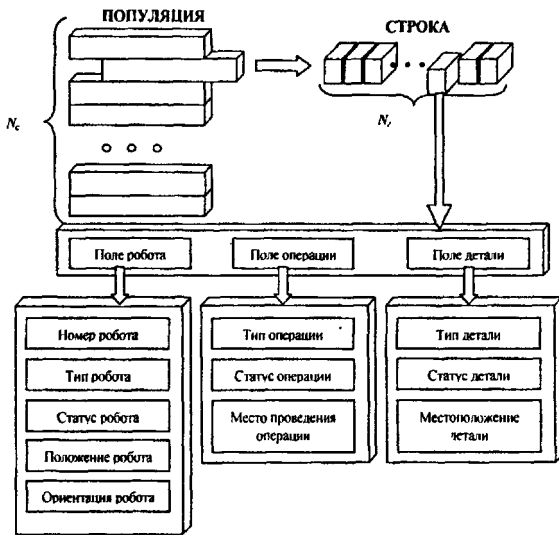 ПОПУЛЯЦИЯ
СТРОКА
N_c
N_r
Поле робота
Поле операции
Поле детали
Номер робота
Тип робота
Статус робота
Положение робота
Ориентация робота
Тип операции
Статус операции
Место проведения
операции
Тип детали
Статус детали
Местоположение
детали